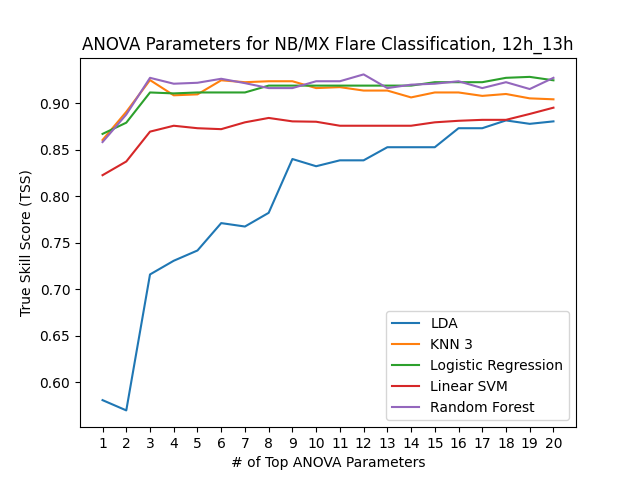 ANOVA Parameters for NB/MX Flare Classification, 12h_13h
True Skill Score (TSS)
0.90
0.85
0.80
0.75
0.70
0.65
0.60
LDA
KNN 3
Logistic Regression
Linear SVM
Random Forest
1 2 3 4 5 6 7 8 9 10 11 12 13 14 15 16 17 18 19 20
# of Top ANOVA Parameters